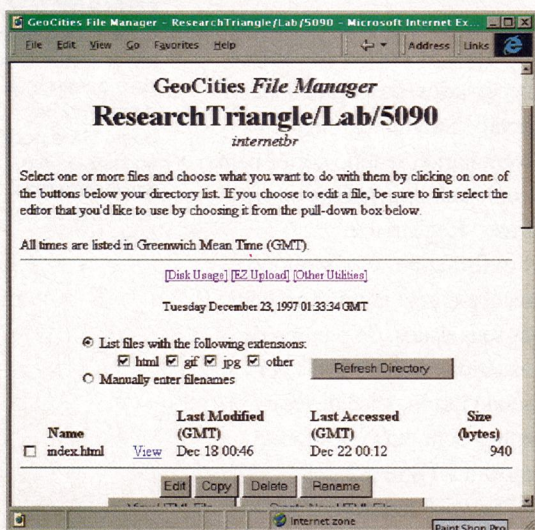 GeoCities File Manager - ResearchTriangle/Lab/5090 - Microsoft Internet Ex...
File Edit View Go Favorites Help Address Links
GeoCities File Manager
ResearchTriangle/Lab/5090
internetbr
Select one or more files and choose what you want to do with them by clicking on one of
the buttons below your directory list. If you choose to edit a file, be sure to first select the
editor that you'd like to use by choosing it from the pull-down box below.
All times are listed in Greenwich Mean Time (GMT).
[Disk Usage] [EZ Upload] [Other Utilities]
Tuesday December 23, 1997 01:33:34 GMT
List files with the following extensions:
html gif jpg other
Refresh Directory
Manually enter filenames
Last Modified Last Accessed Size
Name (GMT) (GMT) (bytes)
index.html View Dec 18 00:46 Dec 22 00:12 940
Edit Copy Delete Rename
View HTML File Create New HTML File
Internet zone
Paint Shop Pro